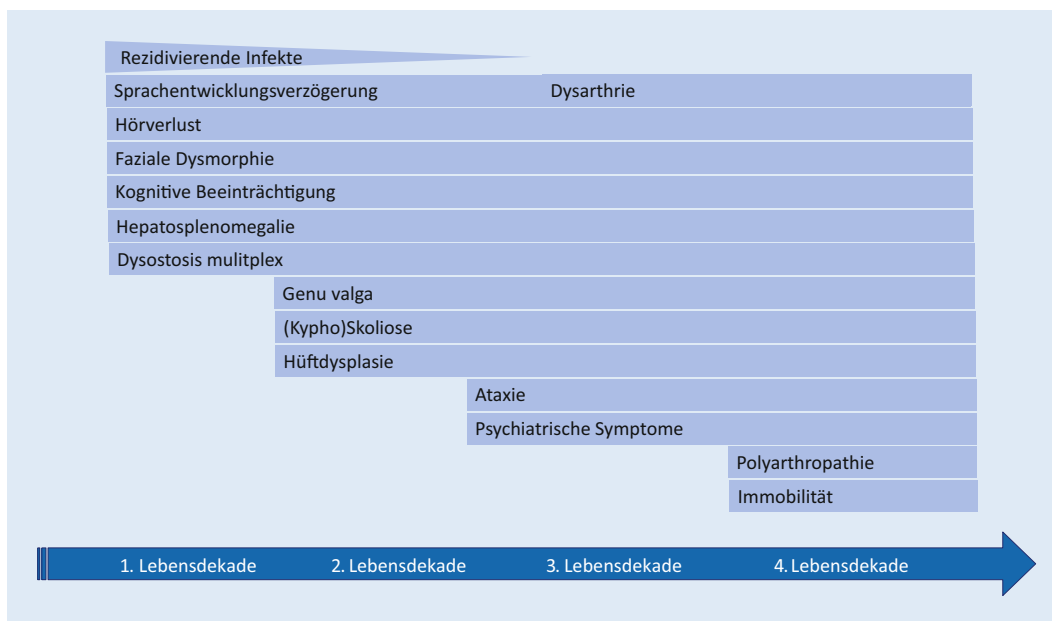 Rezidivierende Infekte
Sprachentwicklungsverzögerung Dysarthrie
Hörverlust
Faziale Dysmorphie
Kognitive Beeinträchtigung
Hepatosplenomegalie
Dysostosis mulitplex
Genu valga
(Kypho)Skoliose
Hüftdysplasie
Ataxie
Psychiatrische Symptome
Polyarthropathie
Immobilität
1. Lebensdekade 2. Lebensdekade 3. Lebensdekade 4. Lebensdekade